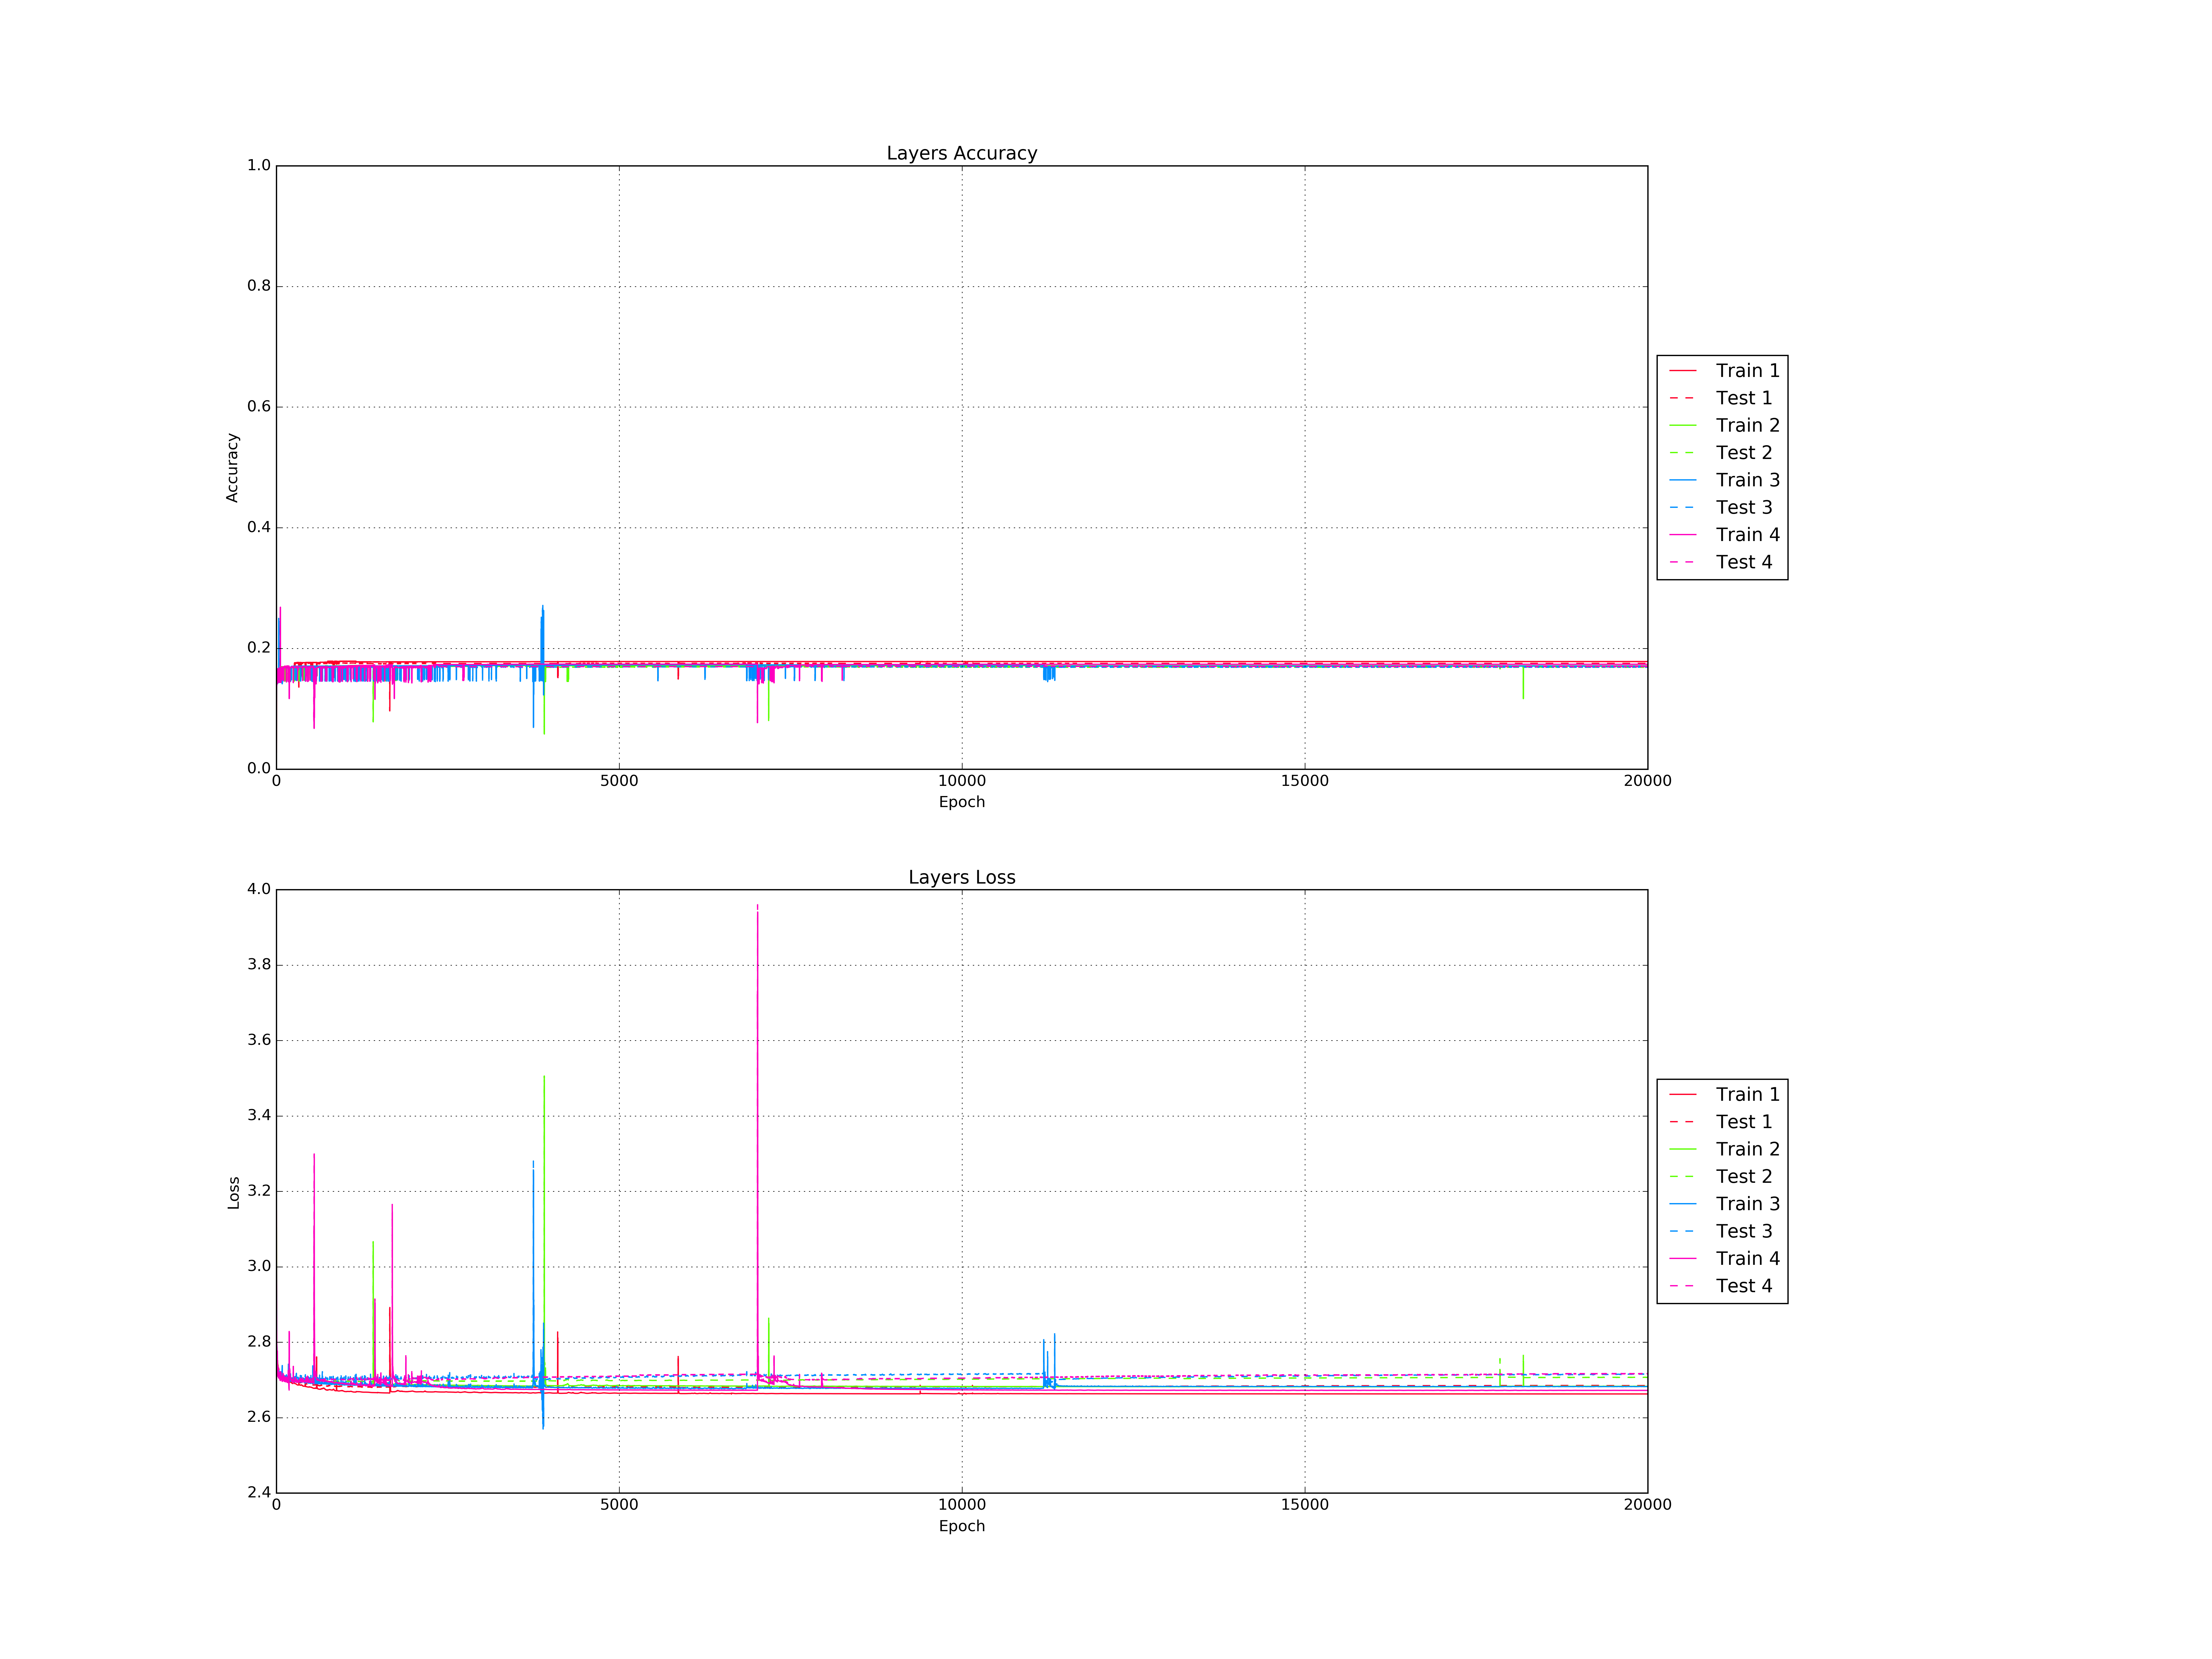 Layers Accuracy
1.0
0.8
0.6
0.4
0.2
0.0
Accuracy
0
5000
10000
15000
20000
Epoch
Train 1
Test 1
Train 2
Test 2
Train 3
Test 3
Train 4
Test 4
Layers Loss
4.0
3.8
3.6
3.4
3.2
3.0
2.8
2.6
2.4
Loss
0
5000
10000
15000
20000
Epoch
Train 1
Test 1
Train 2
Test 2
Train 3
Test 3
Train 4
Test 4